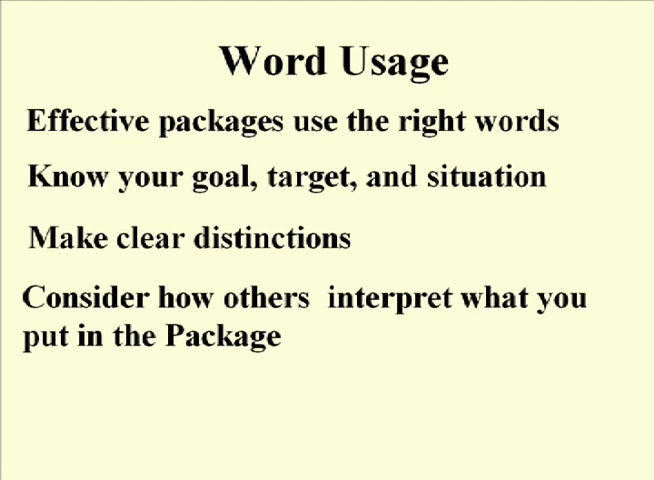 Word Usage
Effective packages use the right words
Know your goal, target, and situation
Make clear distinctions
Consider how others  interpret what you
put in the Package